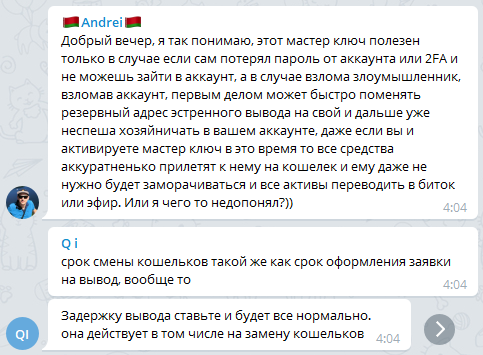 Andrei
Добрый вечер, я так понимаю, этот мастер ключ полезен
только в случае если сам потерял пароль от аккаунта или 2FA и
не можешь зайти в аккаунт, а в случае взлома злоумышленник,
взломав аккаунт, первым делом может быстро поменять
резервный адрес эстренного вывода на свой и дальше уже
неспеша хозяйничать в вашем аккаунте, даже если вы и
активируете мастер ключ в это время то все средства
аккуратненько прилетят к нему на кошелек и ему даже не
нужно будет заморачиваться и все активы переводить в биток
или эфир. Или я чего то недопонял?))
4:04
Q i
срок смены кошельков такой же как срок оформления заявки
на вывод, вообще то
4:04
Задержку вывода ставьте и будет все нормально.
она действует в том числе на замену кошельков
4:04
QI